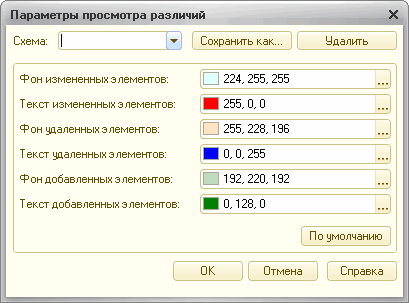 Параметры просмотра различий
Схема: Сохранить как... Удалить
Фон измененных элементов: 224, 255, 255 ...
Текст измененных элементов: 255, 0, 0 ...
Фон удаленных элементов: 255, 228, 196 ...
Текст удаленных элементов: 0, 0, 255 ...
Фон добавленных элементов: 192, 220, 192 ...
Текст добавленных элементов: 0, 128, 0 ...
По умолчанию
OK Отмена Справка